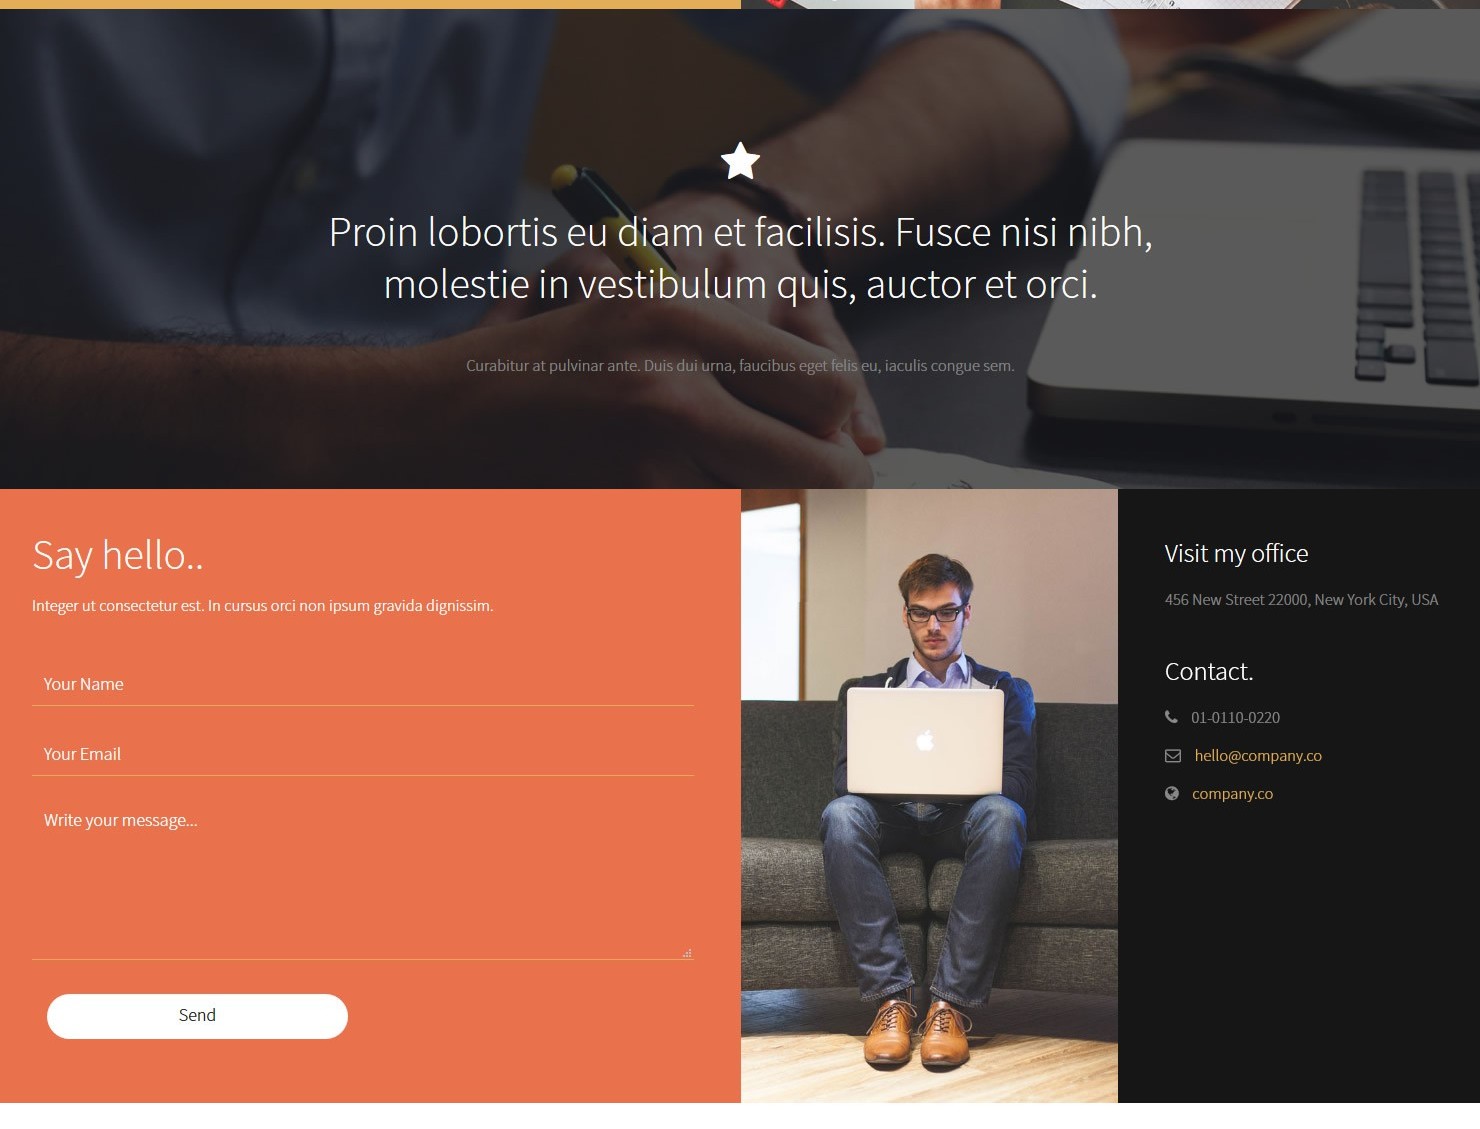 Proin lobortis eu diam et facilisis. Fusce nisi nibh,
molestie in vestibulum quis, auctor et orci.
Curabitur at pulvinar ante. Duis dui urna, faucibus eget felis eu, iaculis congue sem.
Say hello..
Integer ut consectetur est. In cursus orci non ipsum gravida dignissim.
Your Name
Your Email
Write your message...
Send
Visit my office
456 New Street 22000, New York City, USA
Contact.
01-0110-0220
hello@company.co
company.co